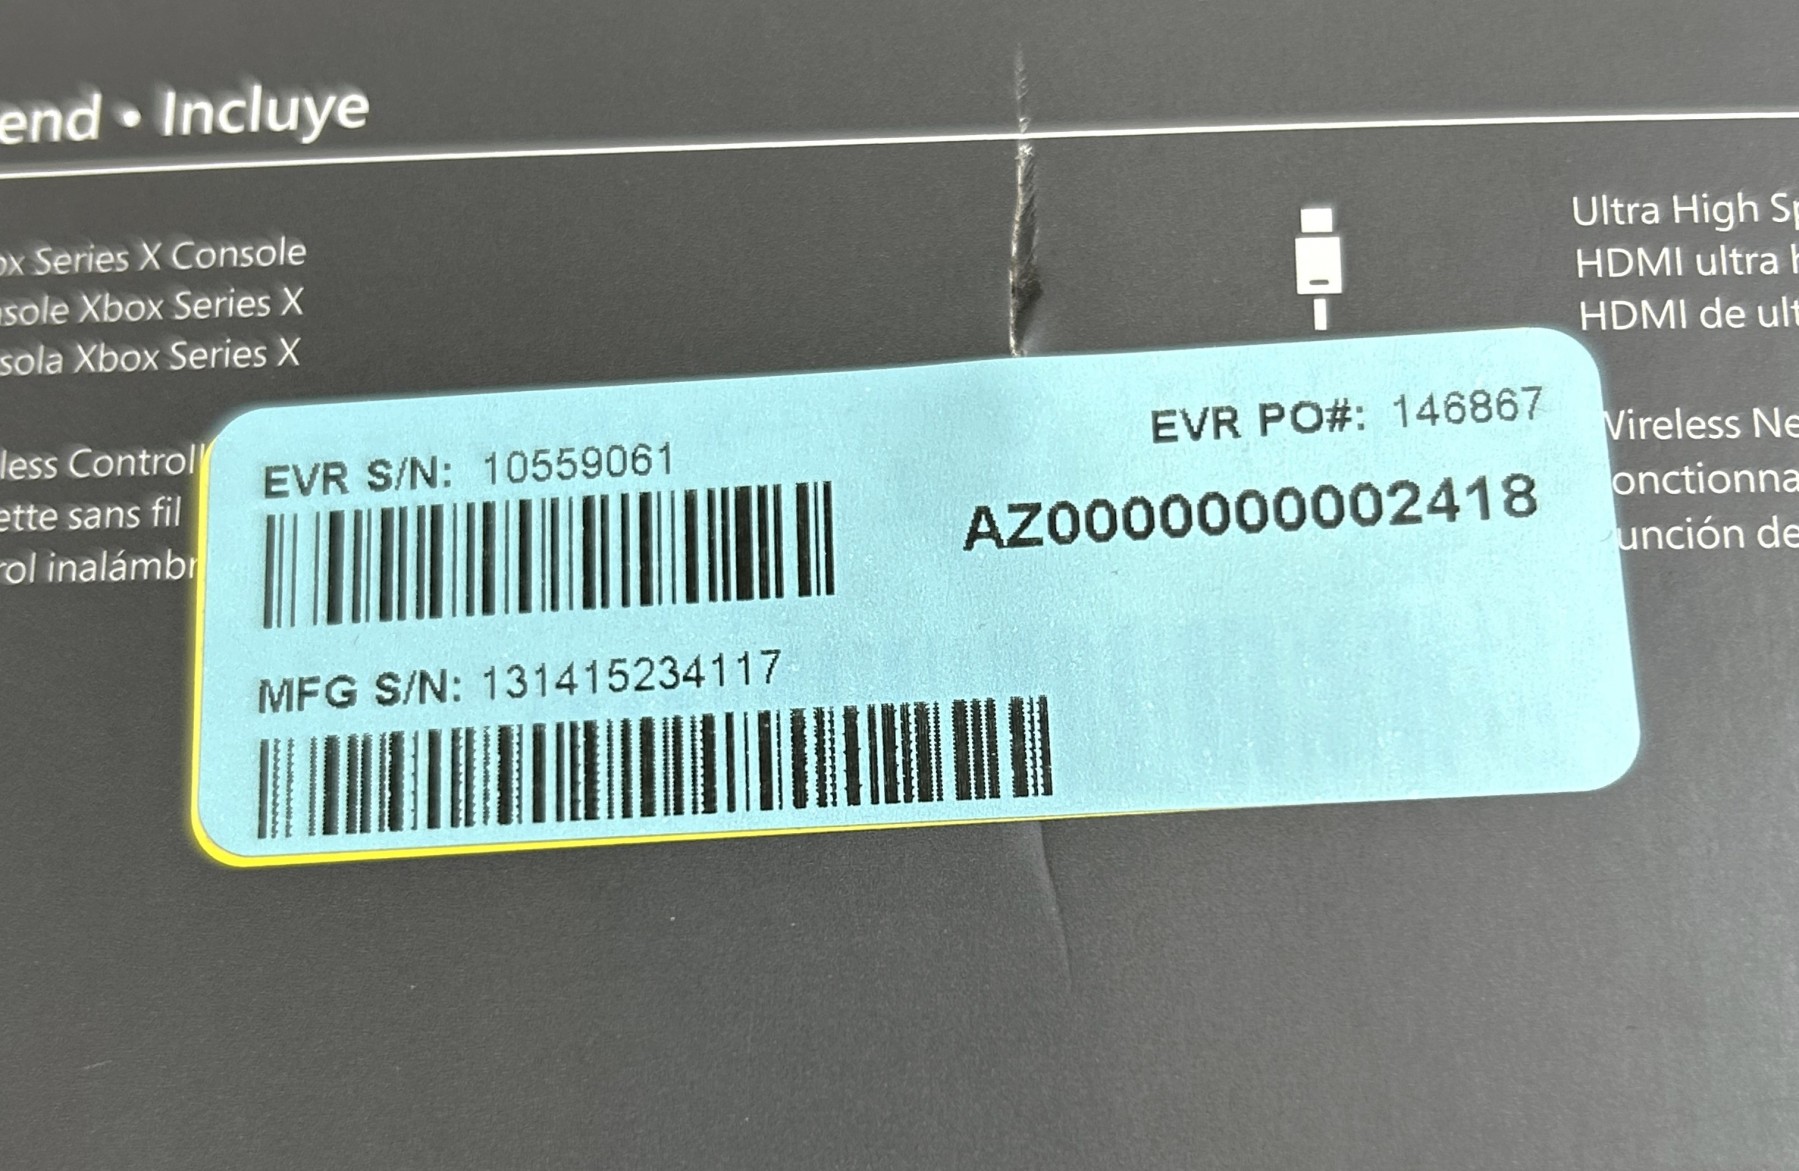 end • Incluye
ox Series X Console
nsole Xbox Series X
sola Xbox Series X
less Control
ette sans fil
rol inalámbr
Ultra High Sp
HDMI ultra h
HDMI de ult
Wireless Ne
onctionna
unción de
EVR S/N: 10559061
EVR PO#: 146867
AZ0000000002418
MFG S/N: 131415234117